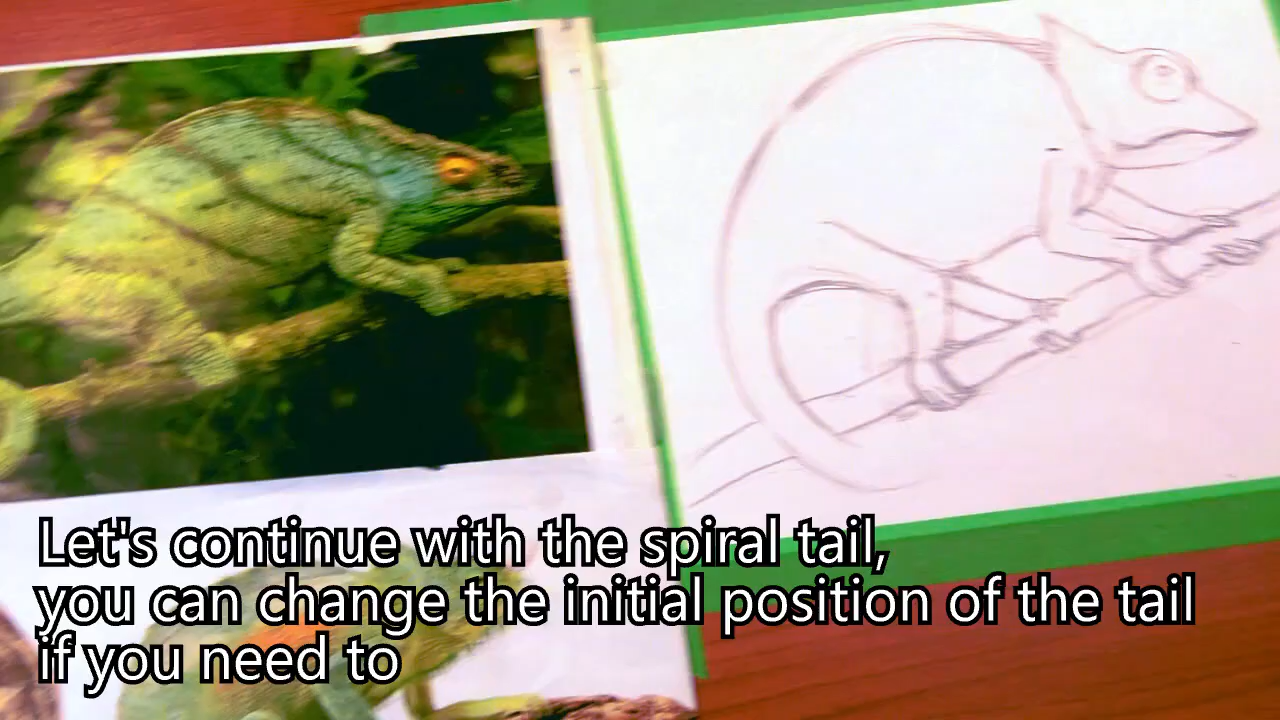 Let's continue with the spiral tail,
you can change the initial position of the tail
if you need to